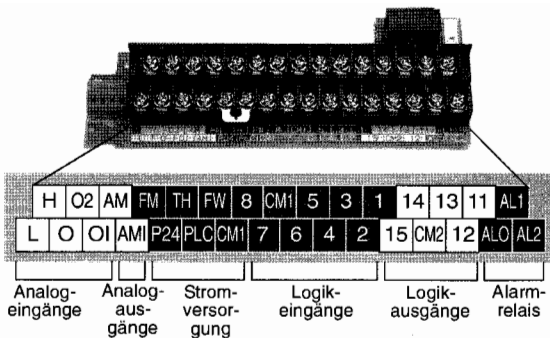 H O2 AM FM TH FW 8 CM1 5 3 1 14 13 11 AL1
L O OI AMI P24 PLC CM1 7 6 4 2 15 CM2 12 AL0 AL2
Analog-
eingänge
Analog-
aus-
gänge
Strom-
versor-
gung
Logik-
eingänge
Logik-
ausgänge
Alarm-
relais